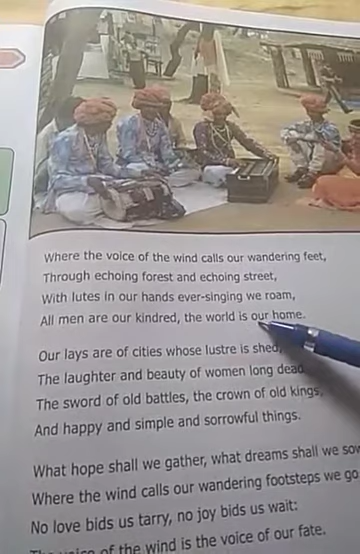 Where the voice of the wind calls our wandering feet,
Through echoing forest and echoing street,
With lutes in our hands ever-singing we roam,
All men are our kindred, the world is our home.
Our lays are of cities whose lustre is shed,
The laughter and beauty of women long dead
The sword of old battles, the crown of old kings,
And happy and simple and sorrowful things.
What hope shall we gather, what dreams shall we sow
Where the wind calls our wandering footsteps we go
No love bids us tarry, no joy bids us wait:
The voice of the wind is the voice of our fate.